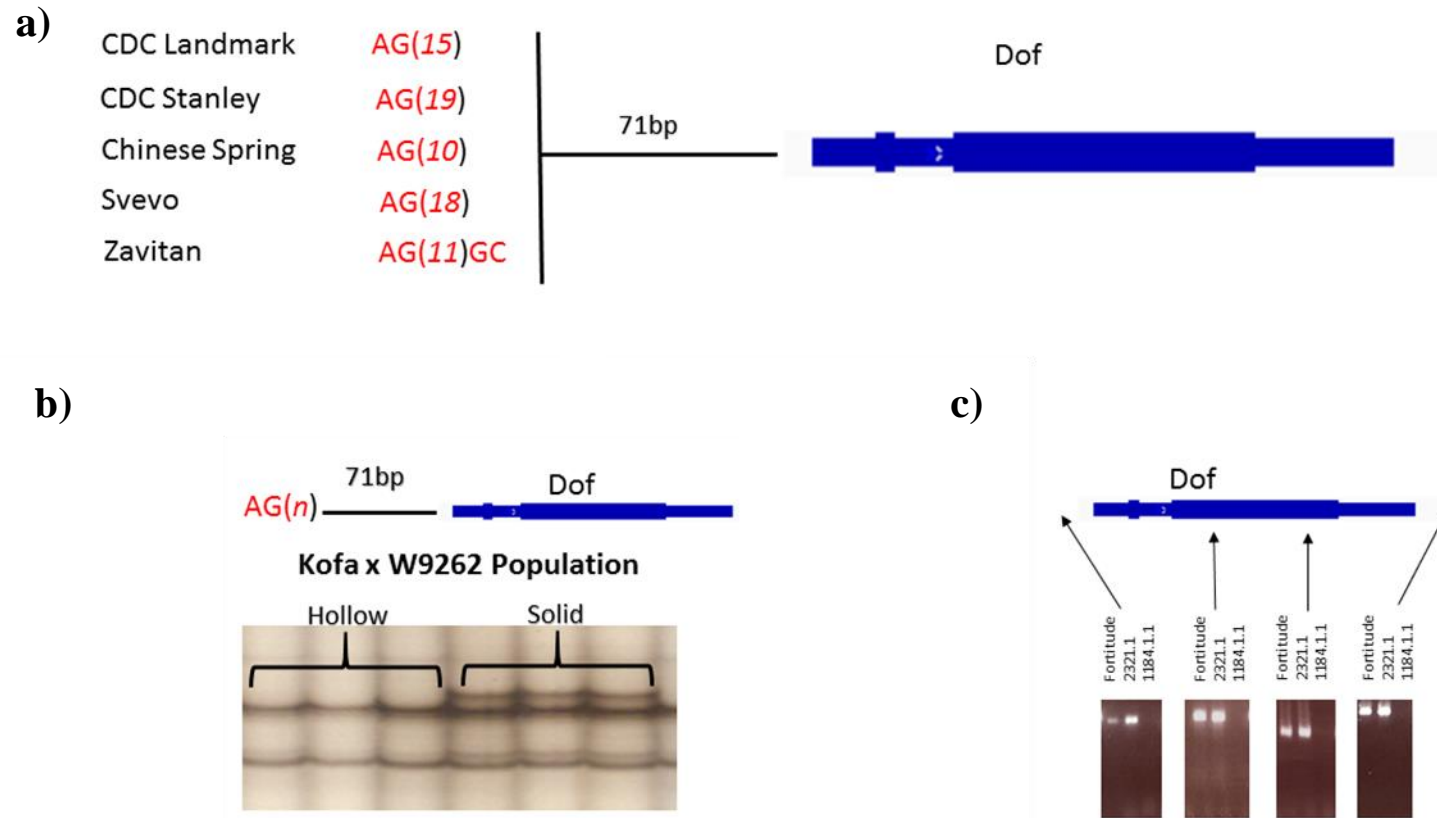 a)
CDC Landmark AG(15)
CDC Stanley AG(19)
Chinese Spring AG(10)
Svevo AG(18)
Zavitan AG(11)GC
71bp
Dof
b)
71bp
AG(n)
Dof
Kofa x W9262 Population
Hollow Solid
c)
Dof
Fortitude
2321.1
1184.1.1
Fortitude
2321.1
1184.1.1
Fortitude
2321.1
1184.1.1
Fortitude
2321.1
1184.1.1